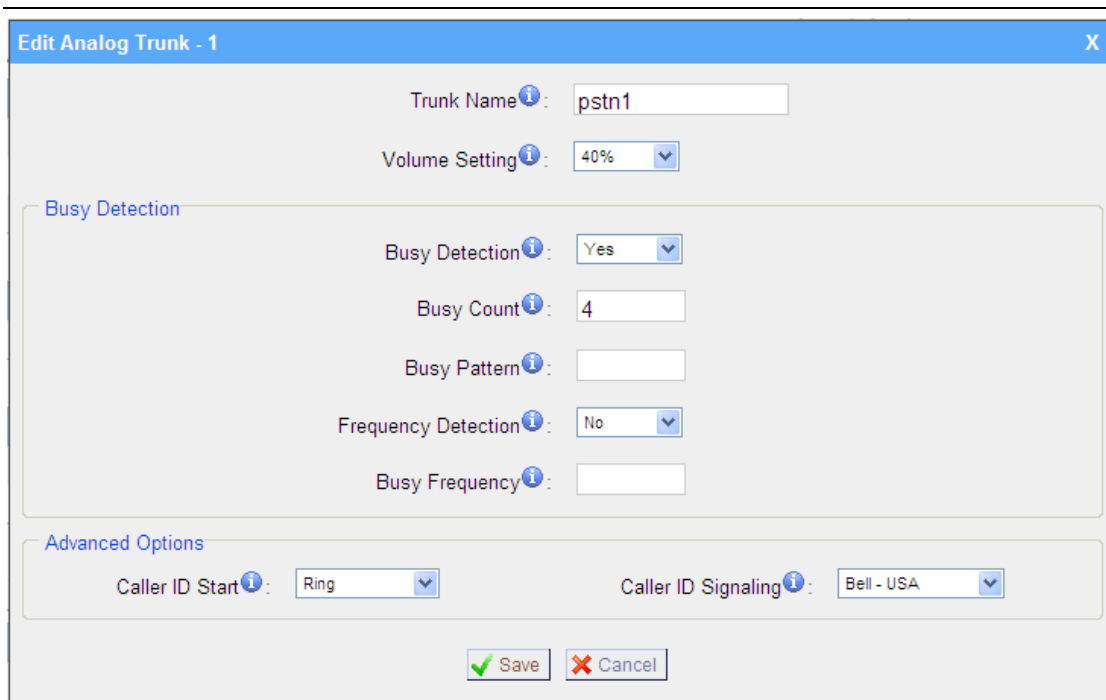 Edit Analog Trunk - 1 X
Trunk Name i : pstn1
Volume Setting i : 40%
Busy Detection
Busy Detection i : Yes
Busy Count i : 4
Busy Pattern i :
Frequency Detection i : No
Busy Frequency i :
Advanced Options
Caller ID Start i : Ring Caller ID Signaling i : Bell - USA
Save Cancel